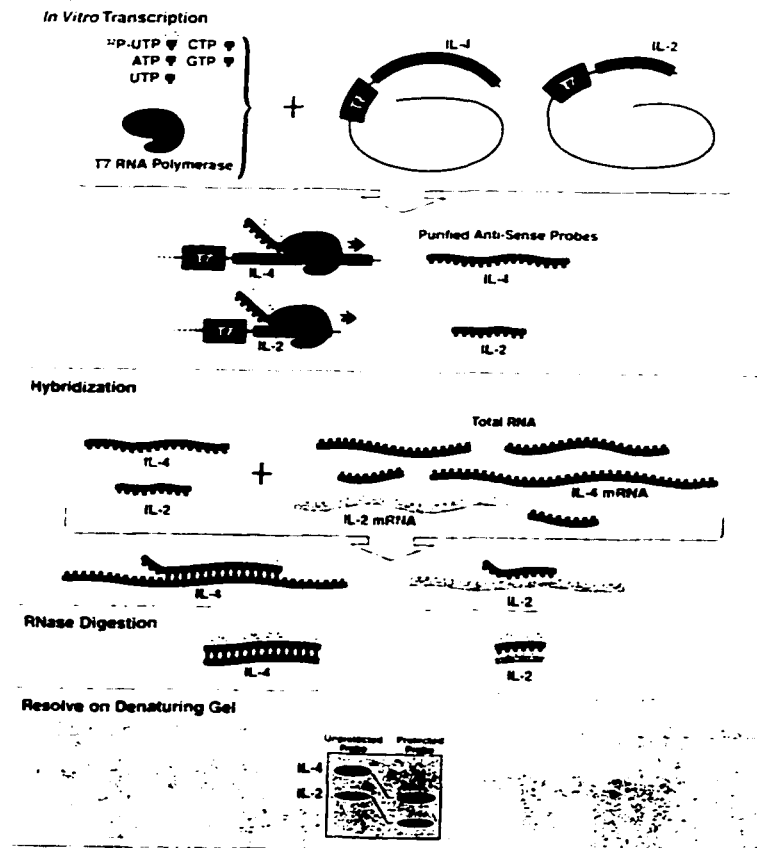 In Vitro Transcription
³²P-UTP CTP
ATP GTP
UTP
T7 RNA Polymerase
+
IL-4
T7
IL-2
T7
Purified Anti-Sense Probes
T7
IL-4
IL-4
T7
IL-2
IL-2
Hybridization
Total RNA
IL-4
+
IL-4 mRNA
IL-2
IL-2 mRNA
IL-4
IL-2
RNase Digestion
IL-4
IL-2
Resolve on Denaturing Gel
Unprotected Probe
Protected Probe
IL-4
IL-2